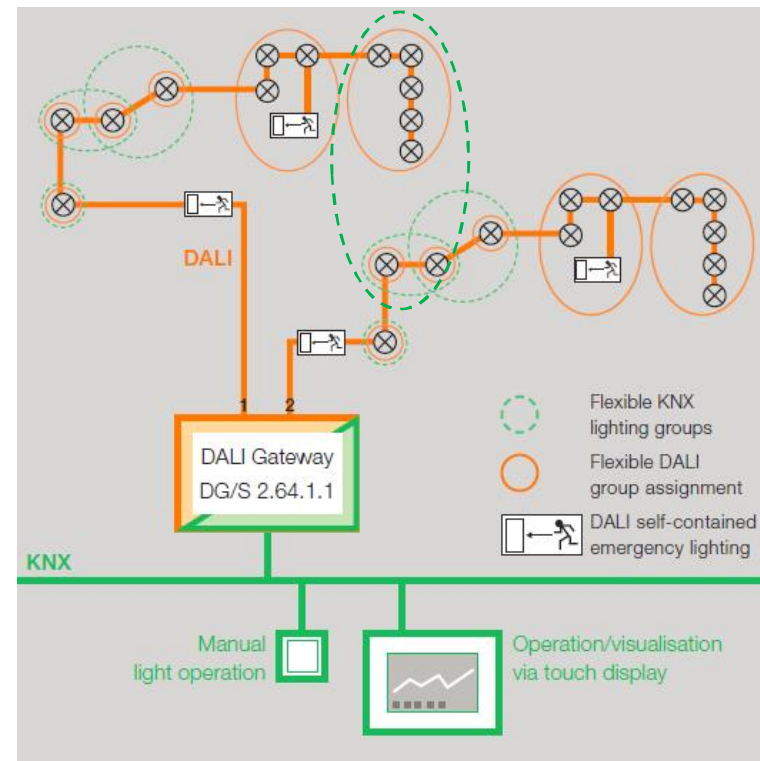 DALI
1 2
DALI Gateway
DG/S 2.64.1.1
Flexible KNX
lighting groups
Flexible DALI
group assignment
DALI self-contained
emergency lighting
KNX
Manual
light operation
Operation/visualisation
via touch display